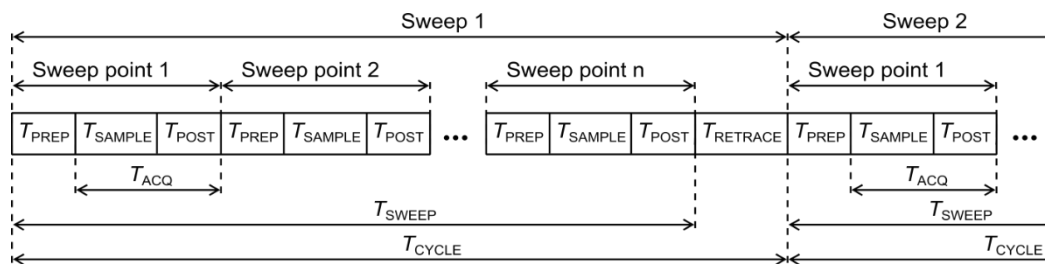 Sweep 1 Sweep 2
Sweep point 1 Sweep point 2 Sweep point n Sweep point 1
TPREP TSAMPLE TPOST TPREP TSAMPLE TPOST ••• TPREP TSAMPLE TPOST TRETRACE TPREP TSAMPLE TPOST •••
TACQ TACQ
TSWEEP TSWEEP
TCYCLE TCYCLE